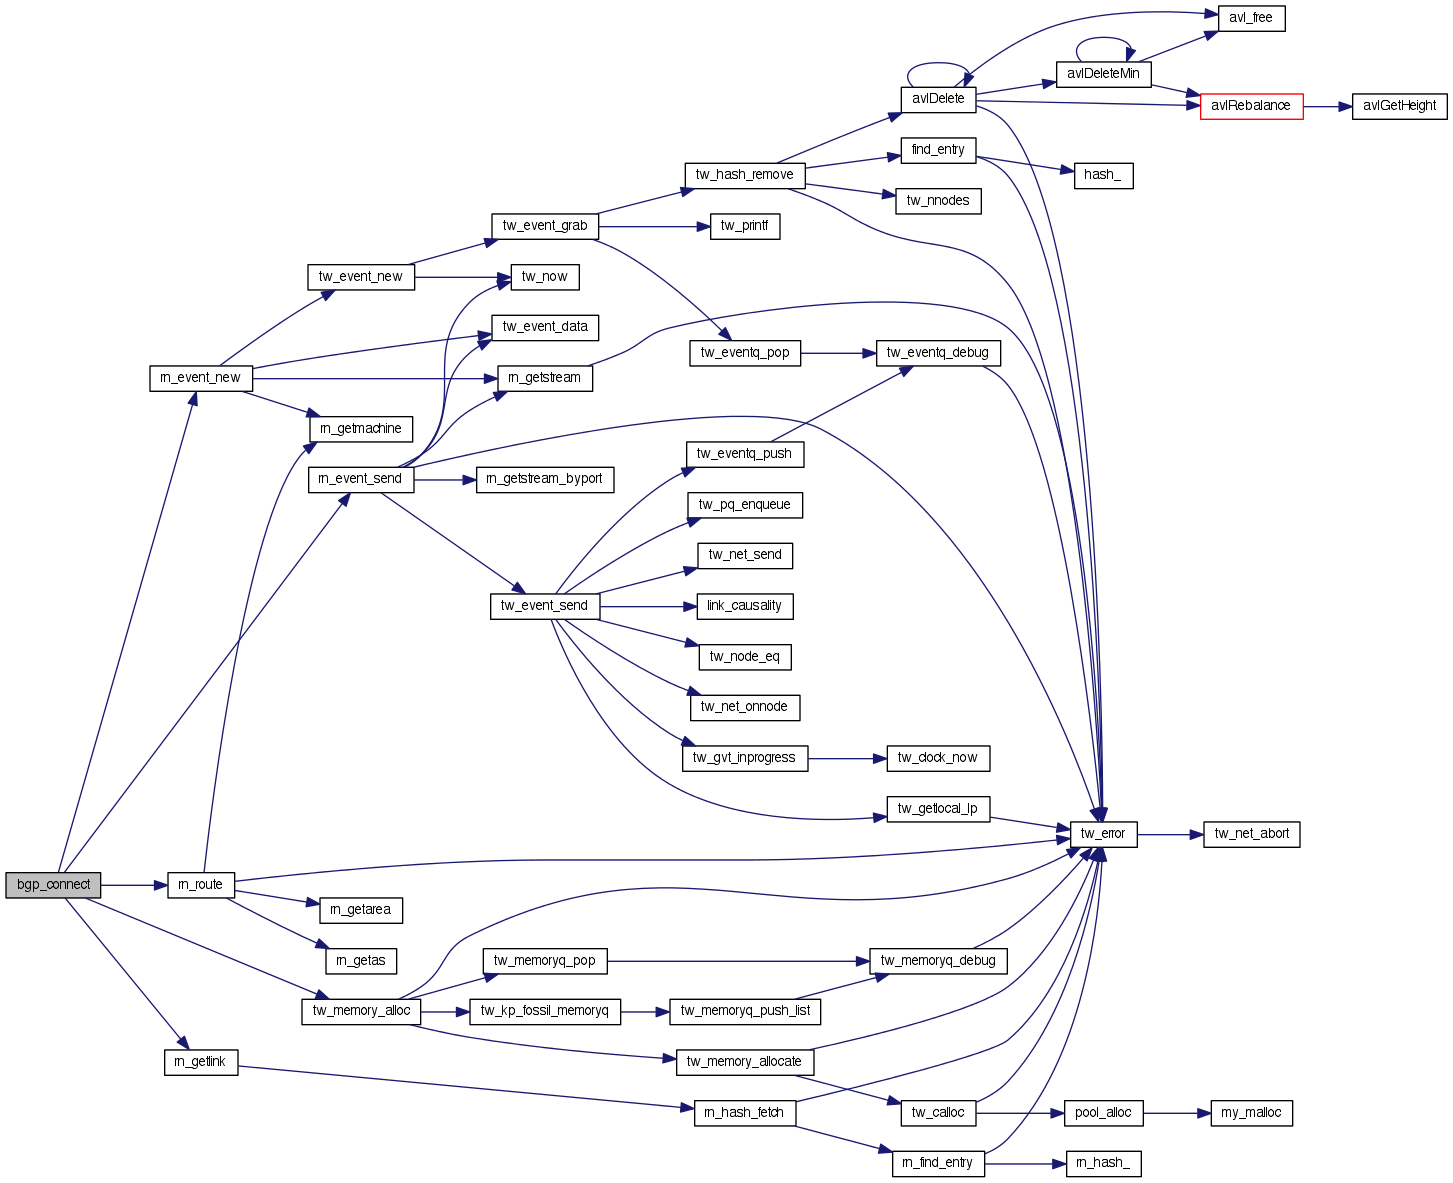 avl_free
avlDeleteMin
avlDelete
avlRebalance
avlGetHeight
find_entry
tw_hash_remove
hash_
tw_nnodes
tw_event_grab
tw_printf
tw_event_new
tw_now
tw_event_data
tw_eventq_pop
tw_eventq_debug
rn_event_new
rn_getstream
rn_getmachine
tw_eventq_push
rn_event_send
rn_getstream_byport
tw_pq_enqueue
tw_net_send
tw_event_send
link_causality
tw_node_eq
tw_net_onnode
tw_gvt_inprogress
tw_clock_now
tw_getlocal_lp
tw_error
tw_net_abort
bgp_connect
rn_route
rn_getarea
rn_getas
tw_memoryq_pop
tw_memoryq_debug
tw_memory_alloc
tw_kp_fossil_memoryq
tw_memoryq_push_list
rn_getlink
tw_memory_allocate
rn_hash_fetch
tw_calloc
pool_alloc
my_malloc
rn_find_entry
rn_hash_